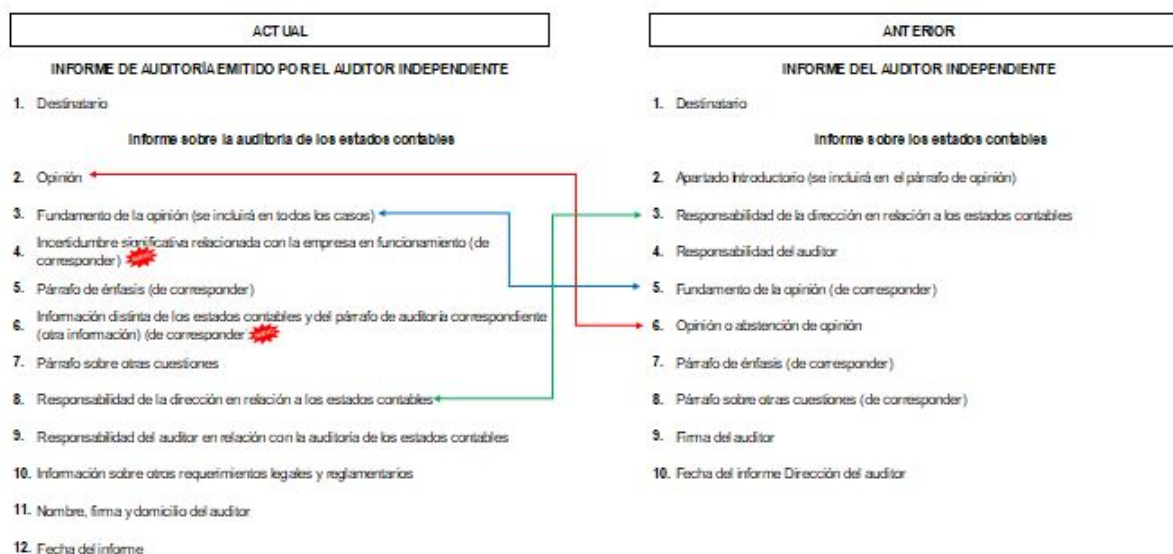 ACTUAL
INFORME DE AUDITORÍA EMITIDO POR EL AUDITOR INDEPENDIENTE
1. Destinatario
Informe sobre la auditoría de los estados contables
2. Opinión
3. Fundamento de la opinión (se incluirá en todos los casos)
4. Incertidumbre significativa relacionada con la empresa en funcionamiento (de
corresponder)
5. Párrafo de énfasis (de corresponder)
6. Información distinta de los estados contables y del párrafo de auditoría correspondiente
(otra información) (de corresponder
7. Párrafo sobre otras cuestiones
8. Responsabilidad de la dirección en relación a los estados contables
9. Responsabilidad del auditor en relación con la auditoría de los estados contables
10. Información sobre otros requerimientos legales y reglamentarios
11. Nombre, firma y domicilio del auditor
12. Fecha del informe
ANTERIOR
INFORME DEL AUDITOR INDEPENDIENTE
1. Destinatario
Informe sobre los estados contables
2. Apartado Introductorio (se incluirá en el párrafo de opinión)
3. Responsabilidad de la dirección en relación a los estados contables
4. Responsabilidad del auditor
5. Fundamento de la opinión (de corresponder)
6. Opinión o abstención de opinión
7. Párrafo de énfasis (de corresponder)
8. Párrafo sobre otras cuestiones (de corresponder)
9. Firma del auditor
10. Fecha del informe Dirección del auditor